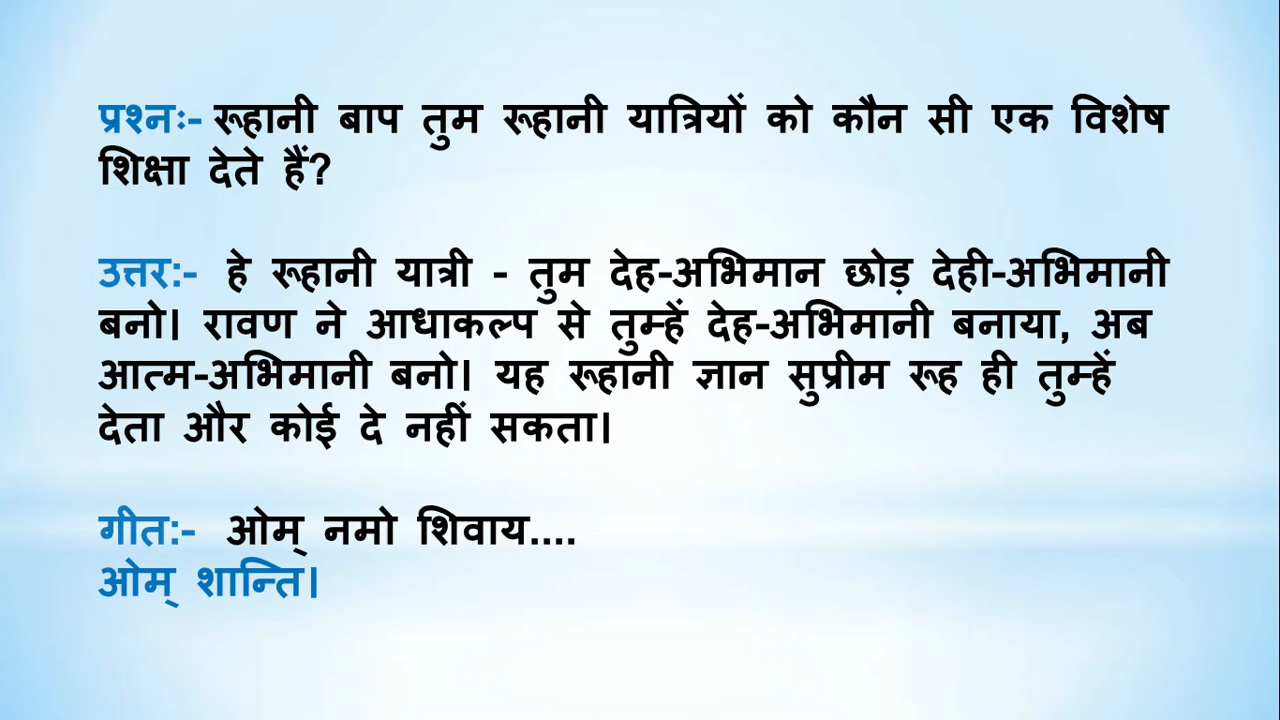 प्रश्नः- रूहानी बाप तुम रूहानी यात्रियों को कौन सी एक विशेष
शिक्षा देते हैं?
उत्तर:- हे रूहानी यात्री - तुम देह-अभिमान छोड़ देही-अभिमानी
बनो। रावण ने आधाकल्प से तुम्हें देह-अभिमानी बनाया, अब
आत्म-अभिमानी बनो। यह रूहानी ज्ञान सुप्रीम रूह ही तुम्हें
देता और कोई दे नहीं सकता।
गीत:- ओम् नमो शिवाय....
ओम् शान्ति।